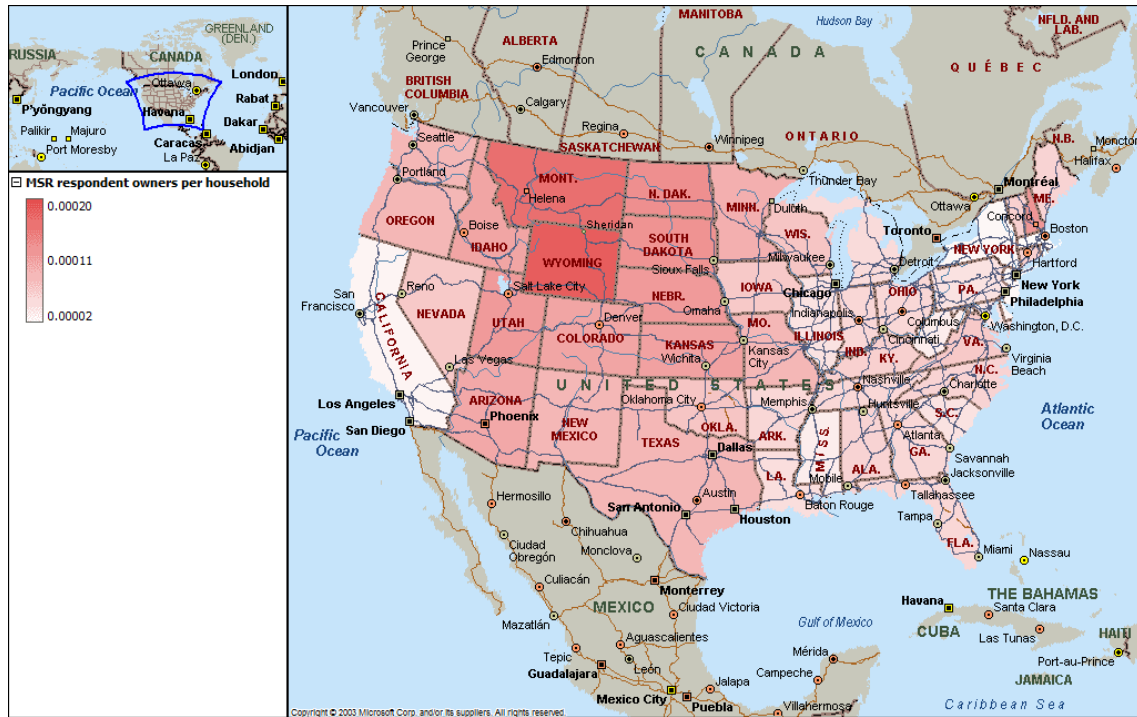 GREENLAND
(DEN.)
RUSSIA
CANADA
London
Ottawa
Pacific Ocean
P'yŏngyang
Havana
Rabat
Palikir
Majuro
Dakar
Port Moresby
Caracas
La Paz
Abidjan
MSR respondent owners per household
0.00020
0.00011
0.00002
MANITOBA
Hudson Bay
NFLD. AND
LAB.
Prince
George
ALBERTA
Edmonton
CANADA
QUÉBEC
BRITISH
COLUMBIA
Calgary
Vancouver
Regina
Winnipeg
ONTARIO
N.B.
Moncton
Halifax
SASKATCHEWAN
Seattle
Thunder Bay
Montréal
Ottawa
Portland
MONT.
Helena
N. DAK.
MINN.
Duluth
ME.
Concord
OREGON
Boise
Sheridan
WIS.
Toronto
Boston
IDAHO
WYOMING
SOUTH
DAKOTA
Milwaukee
NEW YORK
Hartford
Sioux Falls
Detroit
San
Francisco
Reno
Salt Lake City
NEBR.
IOWA
Chicago
PA.
New York
Philadelphia
NEVADA
Omaha
OHIO
Indianapolis
Columbus
Washington, D.C.
CALIFORNIA
UTAH
Denver
COLORADO
KANSAS
MO.
ILLINOIS
IND.
Cincinnati
VA.
Wichita
Kansas
City
KY.
Virginia
Beach
Las Vegas
UNITED STATES
Nashville
N.C.
Charlotte
Los Angeles
ARIZONA
Phoenix
Oklahoma City
Memphis
Huntsville
Atlantic
Ocean
San Diego
NEW
MEXICO
OKLA.
ARK.
S.C.
Pacific
Ocean
TEXAS
Dallas
MISS.
Atlanta
GA.
Savannah
LA.
Mobile
ALA.
Jacksonville
Hermosillo
Austin
Baton Rouge
Tallahassee
San Antonio
Houston
Tampa
Chihuahua
FLA.
Ciudad
Obregón
Monclova
Miami
Nassau
Culiacán
Monterrey
THE BAHAMAS
MEXICO
Ciudad Victoria
Havana
Santa Clara
Mazatlán
Gulf of Mexico
CUBA
Las Tunas
HAITI
Aguascalientes
Tepic
León
Mérida
Port-au-Prince
Guadalajara
Campeche
JAMAICA
Jalapa
Mexico City
Puebla
Villahermosa
Caribbean Sea
Copyright © 2003 Microsoft Corp. and/or its suppliers. All rights reserved.